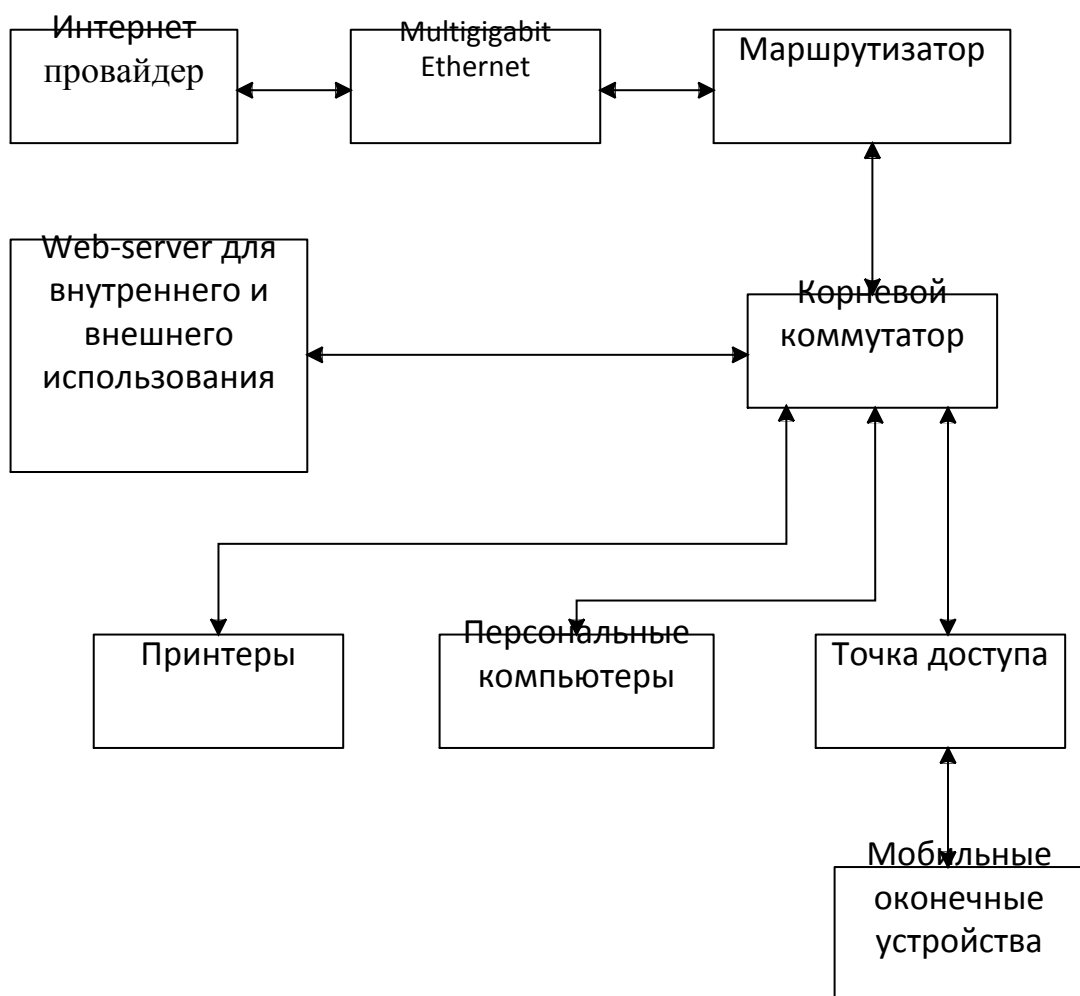 Интернет
провайдер
Multigigabit
Ethernet
Маршрутизатор
Web-server для
внутреннего и
внешнего
использования
Корневой
коммутатор
Принтеры
Персональные
компьютеры
Точка доступа
Мобильные
оконечные
устройства